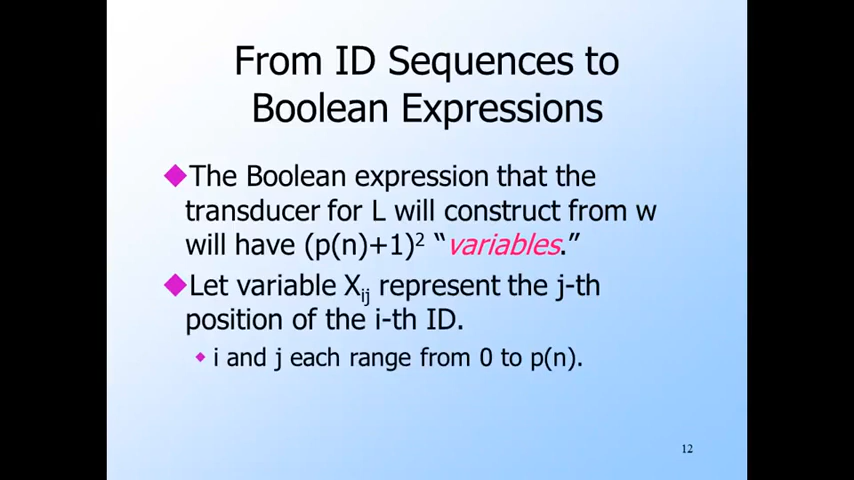 From ID Sequences to
Boolean Expressions
◆The Boolean expression that the
transducer for L will construct from w
will have (p(n)+1)² “variables.”
◆Let variable Xᵢⱼ represent the j-th
position of the i-th ID.
◆ i and j each range from 0 to p(n).
12